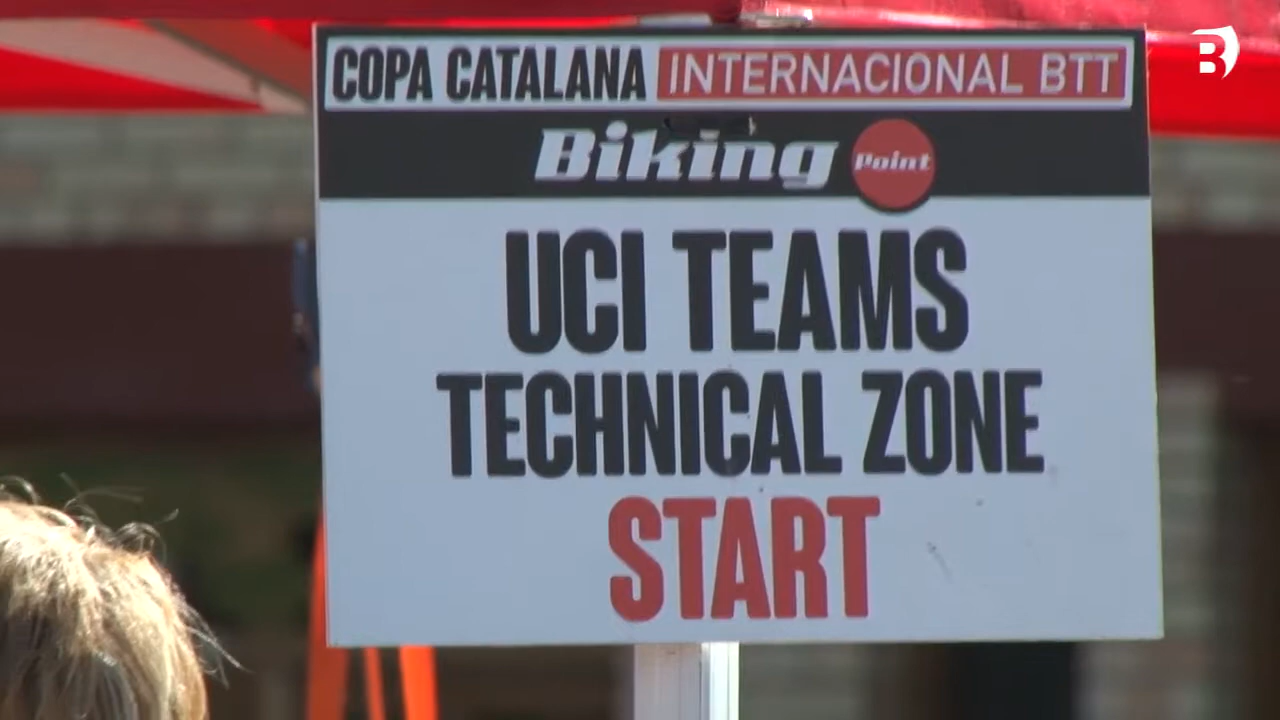 COPA CATALANA INTERNACIONAL BTT
Biking Point
UCI TEAMS
TECHNICAL ZONE
START
B